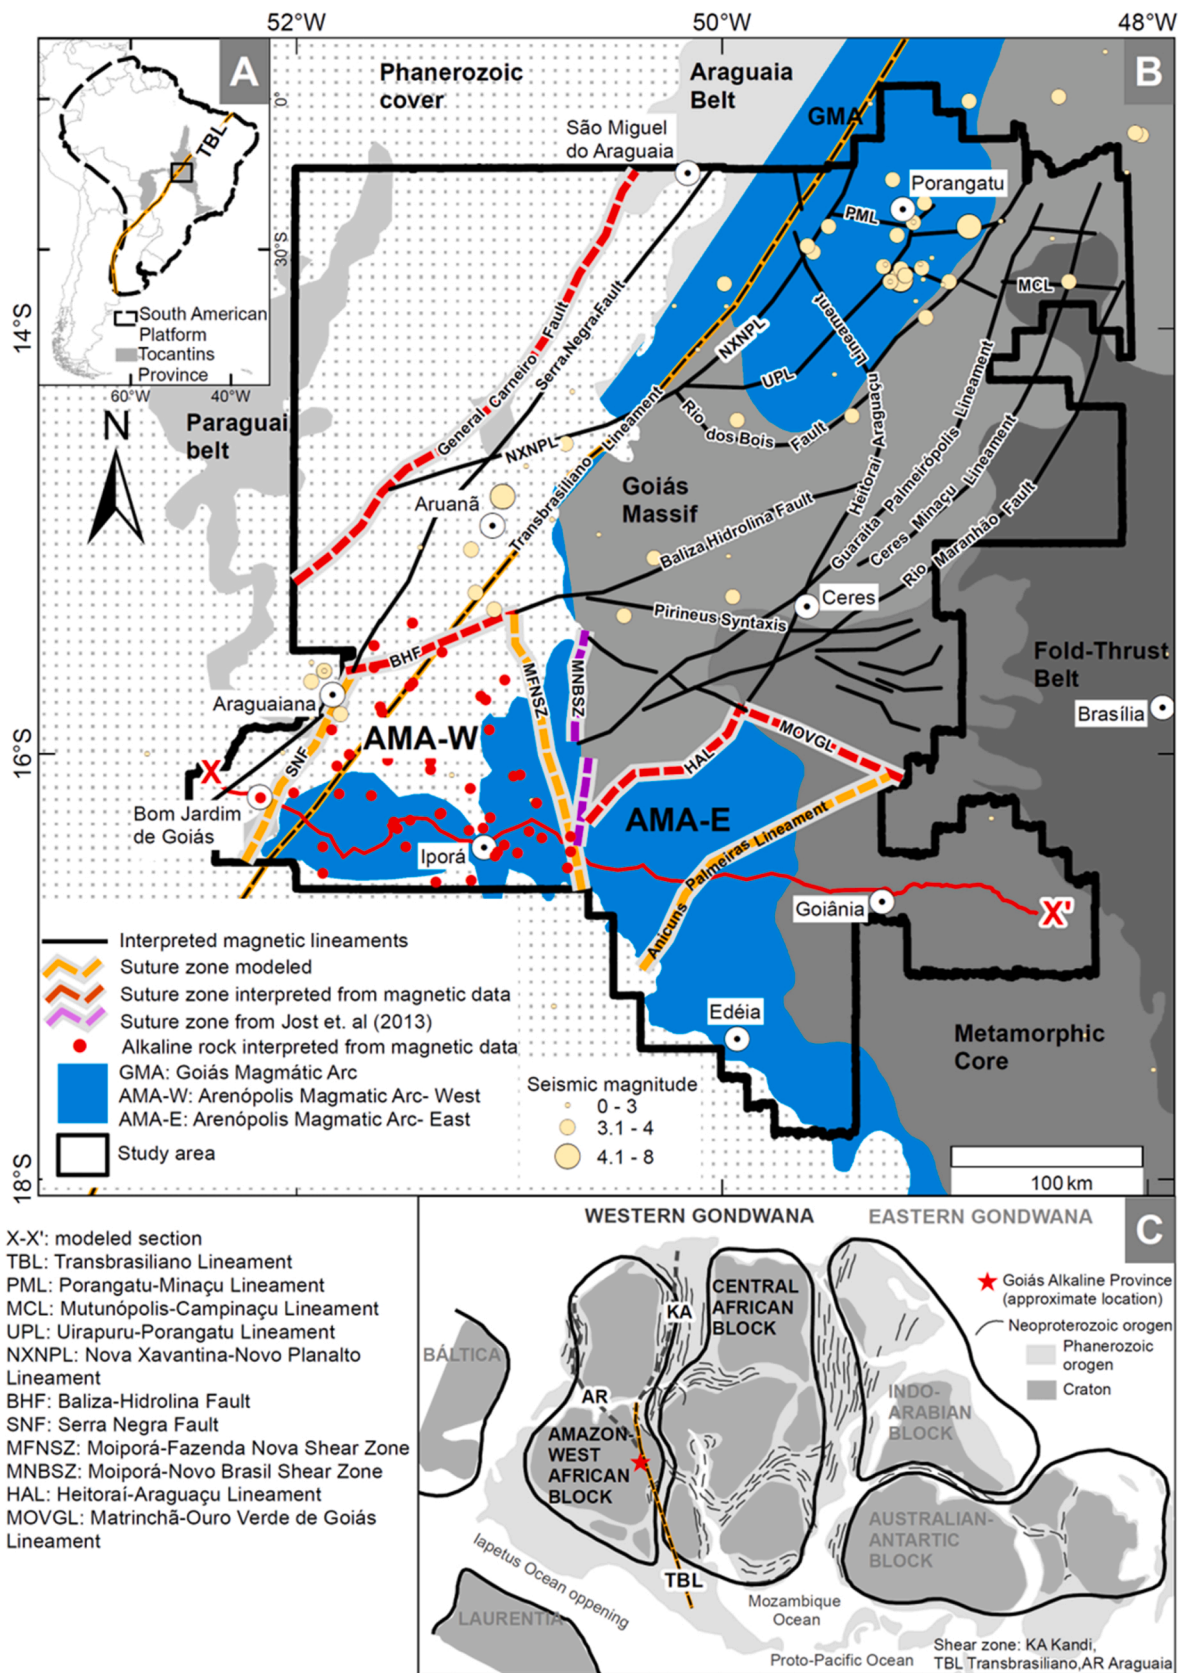 52°W
50°W
48°W
A
B
Phanerozoic
cover
Araguaia
Belt
GMA
São Miguel
do Araguaia
Porangatu
PML
MCL
TBL
0°
30°S
South American
Platform
Tocantins
Province
60°W
40°W
14°S
N
Paraguai
belt
General Carneiro Fault
Serra Negra Fault
NXNPL
UPL
Lineament
Heitoraí Araguaçu
Rio dos Bois Fault
NXNPL
Transbrasiliano Lineament
Aruanã
Goiás
Massif
Baliza Hidrolina Fault
Guaraíta Palmeirópolis Lineament
Ceres Minaçu Lineament
Rio Maranhão Fault
Ceres
Pirineus Syntaxis
Fold-Thrust
Belt
Brasília
BHF
MFNSZ
MNBSZ
Araguaiana
AMA-W
SNF
16°S
X
HAL
MOVGL
Bom Jardim
de Goiás
Iporá
AMA-E
Anicuns Palmeiras Lineament
Goiânia
X'
Interpreted magnetic lineaments
Suture zone modeled
Suture zone interpreted from magnetic data
Suture zone from Jost et. al (2013)
Alkaline rock interpreted from magnetic data
GMA: Goiás Magmátic Arc
AMA-W: Arenópolis Magmatic Arc- West
AMA-E: Arenópolis Magmatic Arc- East
Study area
Edéia
Metamorphic
Core
Seismic magnitude
0 - 3
3.1 - 4
4.1 - 8
18°S
100 km
X-X': modeled section
TBL: Transbrasiliano Lineament
PML: Porangatu-Minaçu Lineament
MCL: Mutunópolis-Campinaçu Lineament
UPL: Uirapuru-Porangatu Lineament
NXNPL: Nova Xavantina-Novo Planalto
Lineament
BHF: Baliza-Hidrolina Fault
SNF: Serra Negra Fault
MFNSZ: Moiporá-Fazenda Nova Shear Zone
MNBSZ: Moiporá-Novo Brasil Shear Zone
HAL: Heitoraí-Araguaçu Lineament
MOVGL: Matrinchã-Ouro Verde de Goiás
Lineament
WESTERN GONDWANA
EASTERN GONDWANA
C
CENTRAL
AFRICAN
BLOCK
KA
Goiás Alkaline Province
(approximate location)
Neoproterozoic orogen
Phanerozoic
orogen
Craton
BÁLTICA
AR
INDO-
ARABIAN
BLOCK
AMAZON-
WEST
AFRICAN
BLOCK
AUSTRALIAN-
ANTARTIC
BLOCK
Iapetus Ocean oppening
TBL
Mozambique
Ocean
LAURENTIA
Proto-Pacific Ocean
Shear zone: KA Kandi,
TBL Transbrasiliano,AR Araguaia